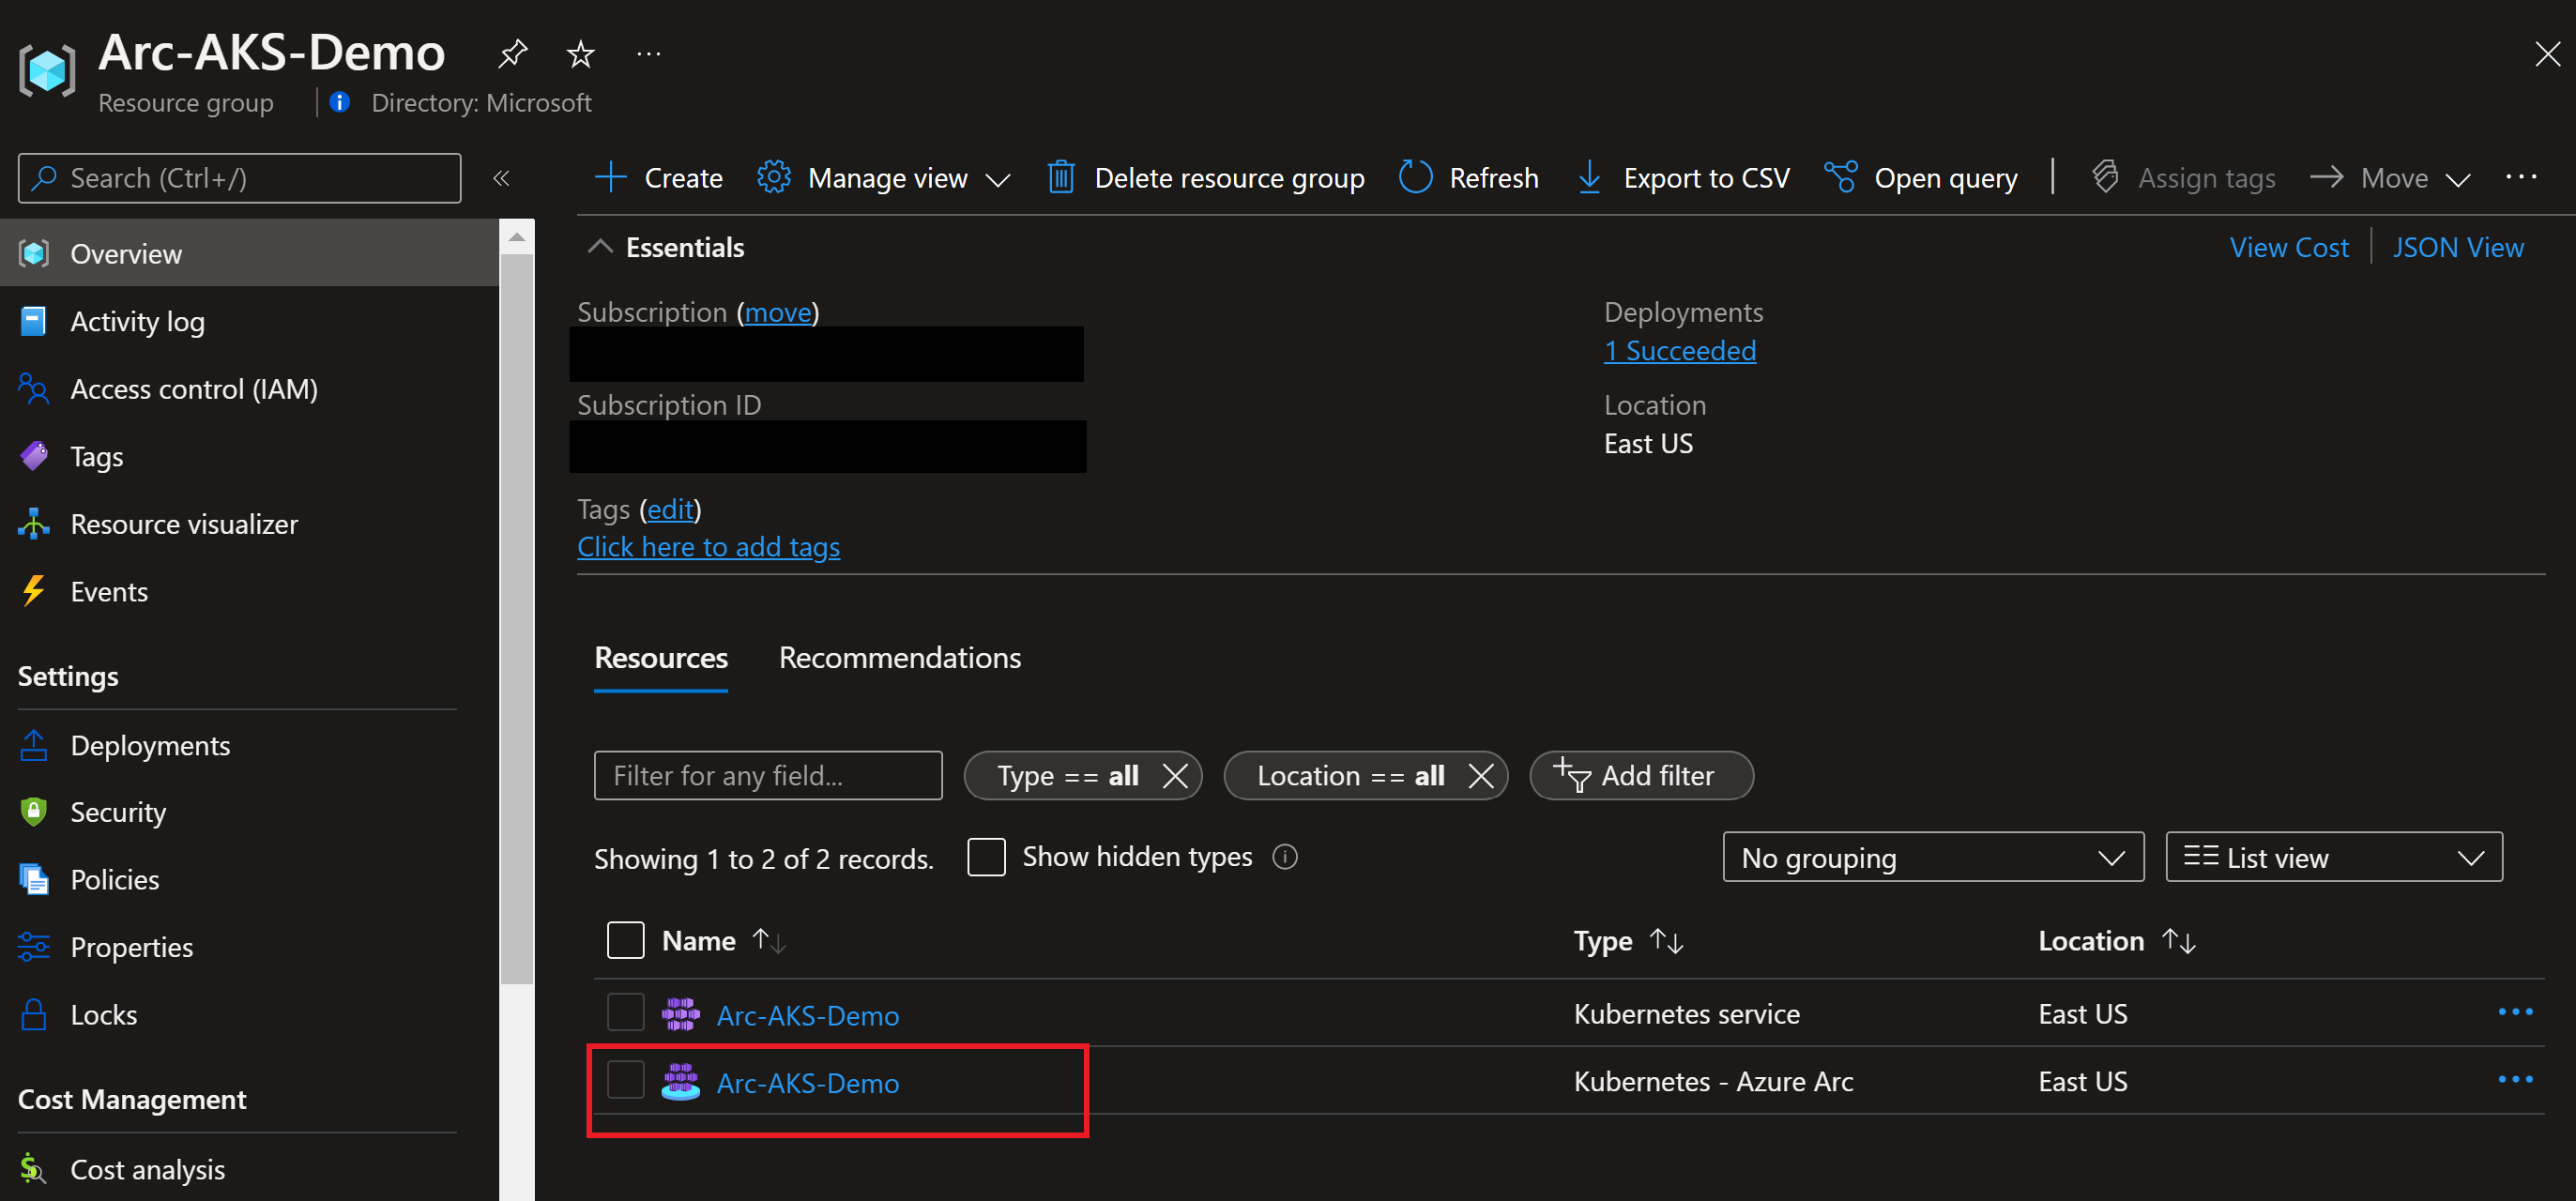 Arc-AKS-Demo
Resource group
Directory: Microsoft
Search (Ctrl+/)
Create
Manage view
Delete resource group
Refresh
Export to CSV
Open query
Assign tags
Move
Overview
Activity log
Access control (IAM)
Tags
Resource visualizer
Events
Settings
Deployments
Security
Policies
Properties
Locks
Cost Management
Cost analysis
Essentials
View Cost
JSON View
Subscription (move)
Deployments
1 Succeeded
Subscription ID
Location
East US
Tags (edit)
Click here to add tags
Resources
Recommendations
Filter for any field...
Type == all
Location == all
Add filter
Showing 1 to 2 of 2 records.
Show hidden types
No grouping
List view
Name
Type
Location
Arc-AKS-Demo
Kubernetes service
East US
Arc-AKS-Demo
Kubernetes - Azure Arc
East US